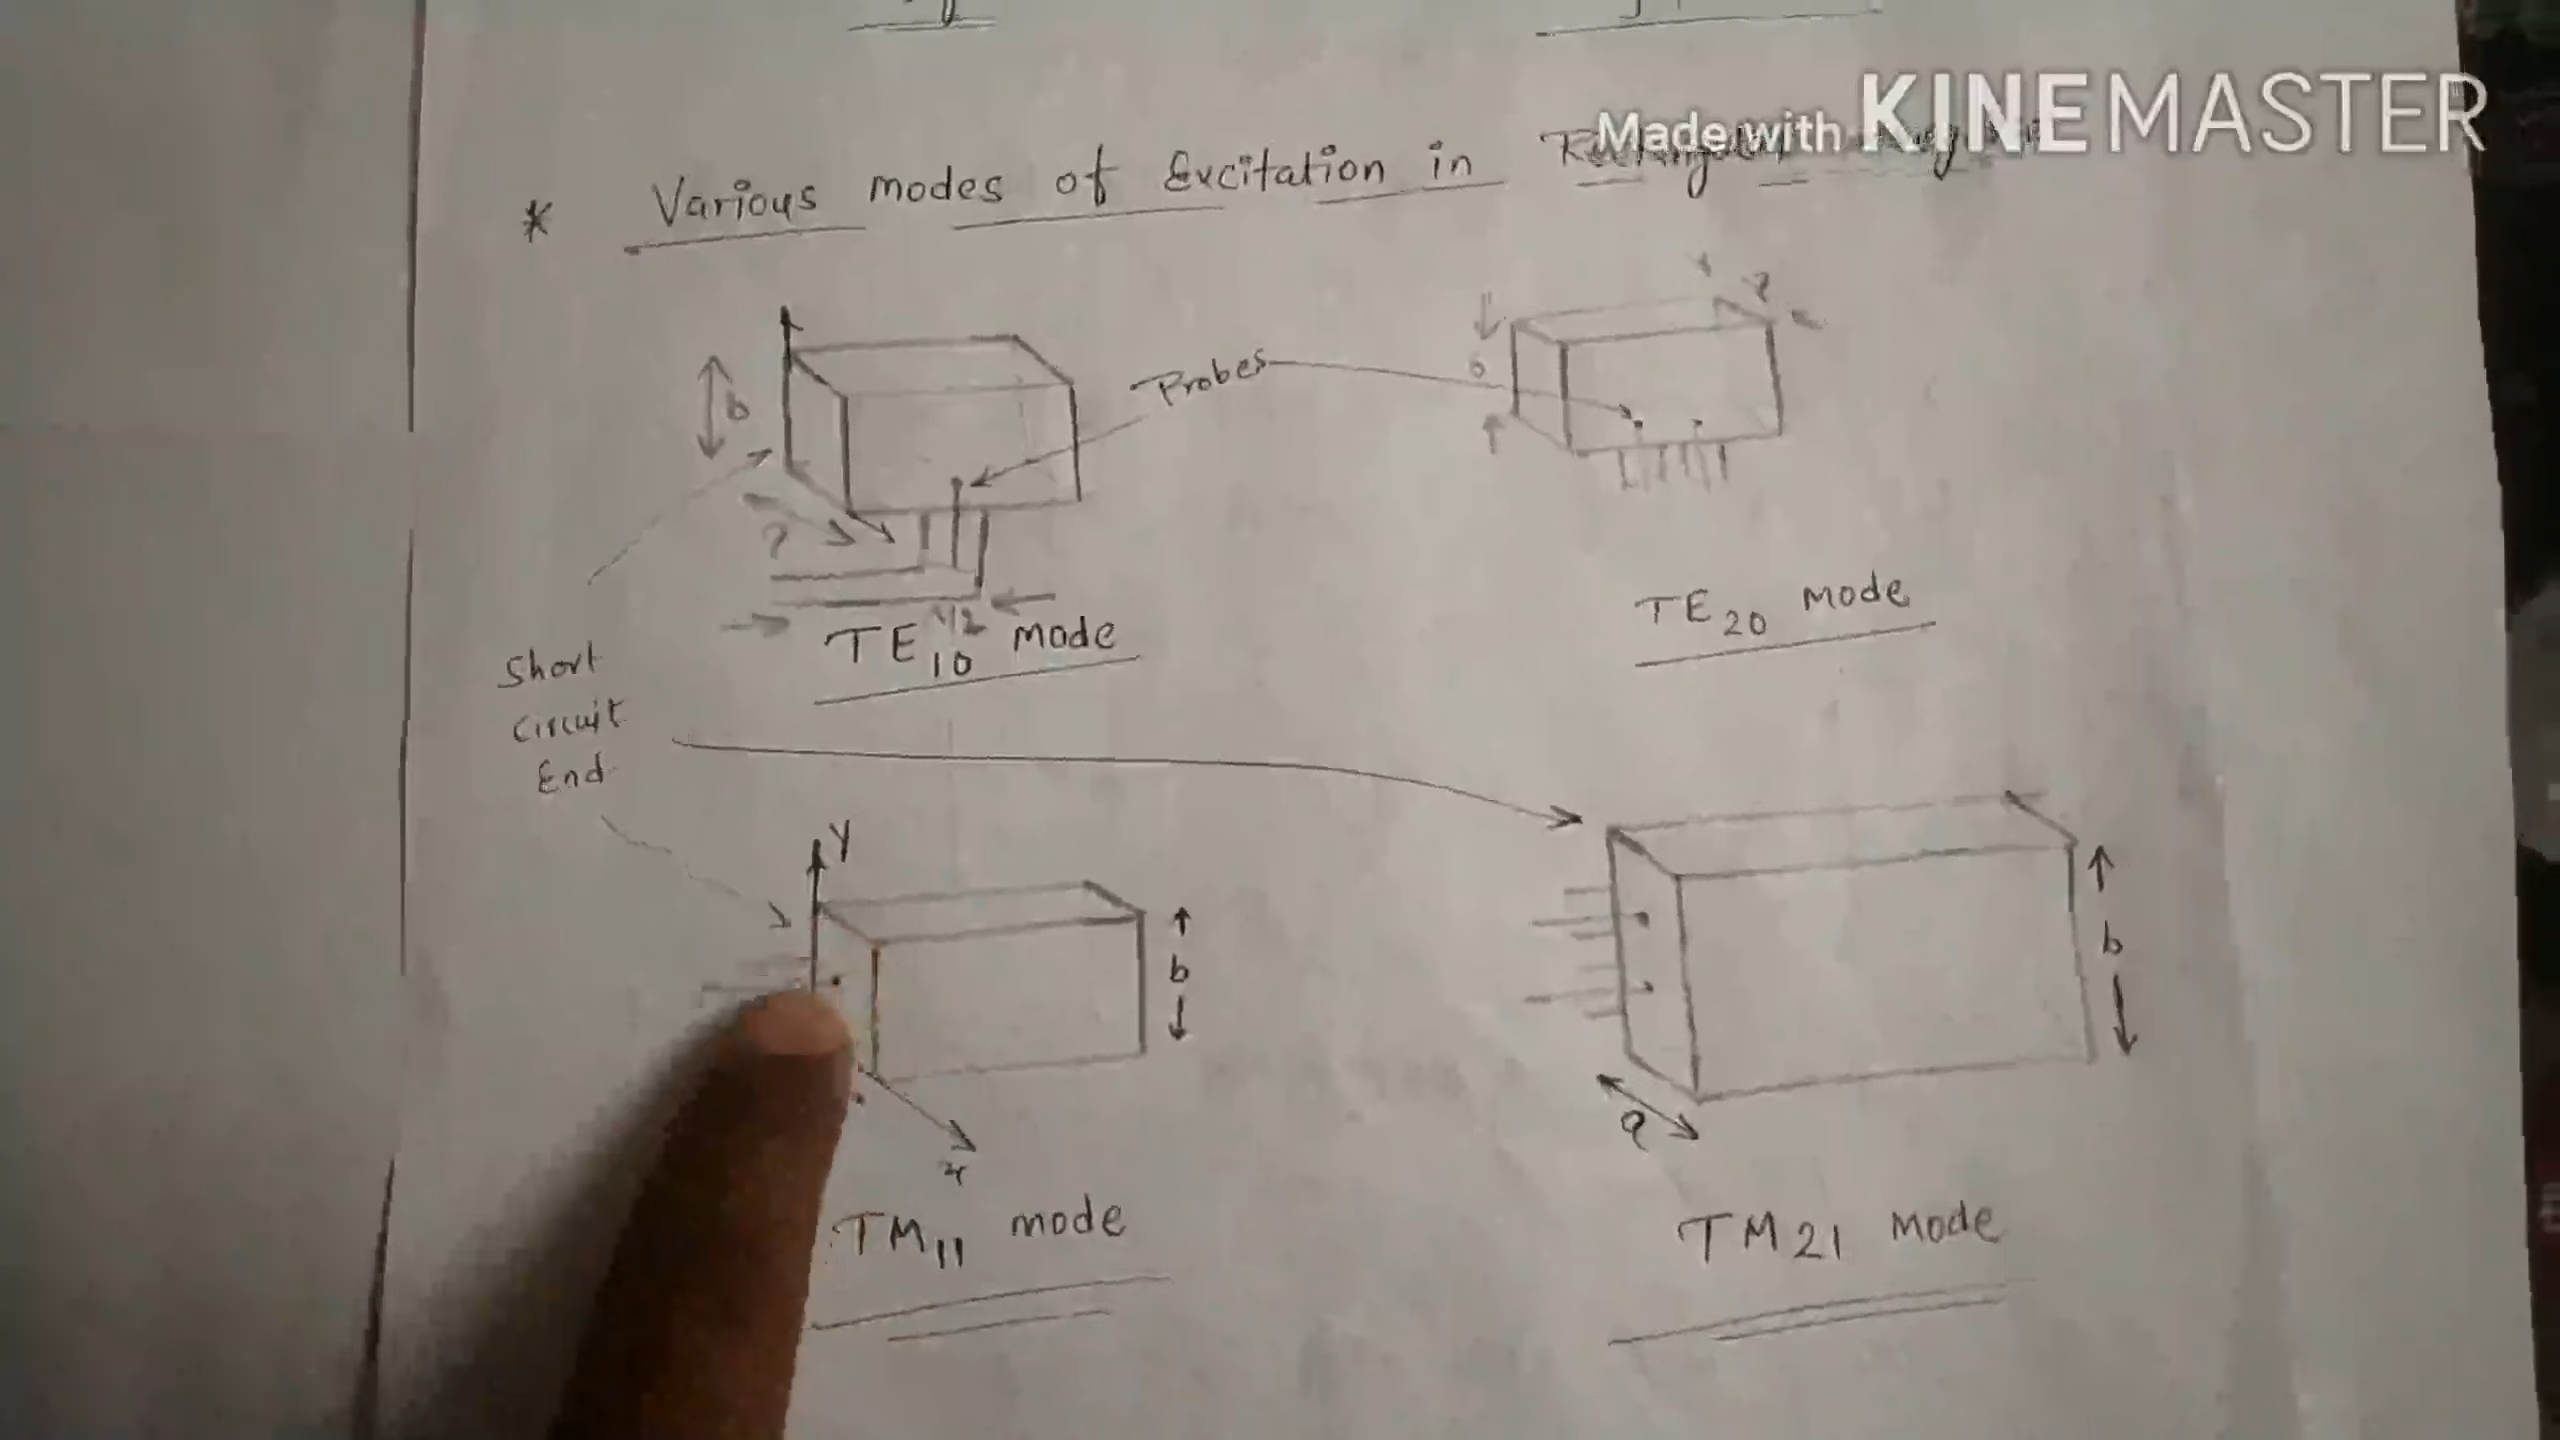 Made with KINEMASTER
* Various modes of Excitation in Rectangular
b
Probes
b
a
a
λ/2
TE10 mode
TE20 mode
Short
Circuit
End
Y
b
b
a
x
TM11 mode
TM21 mode